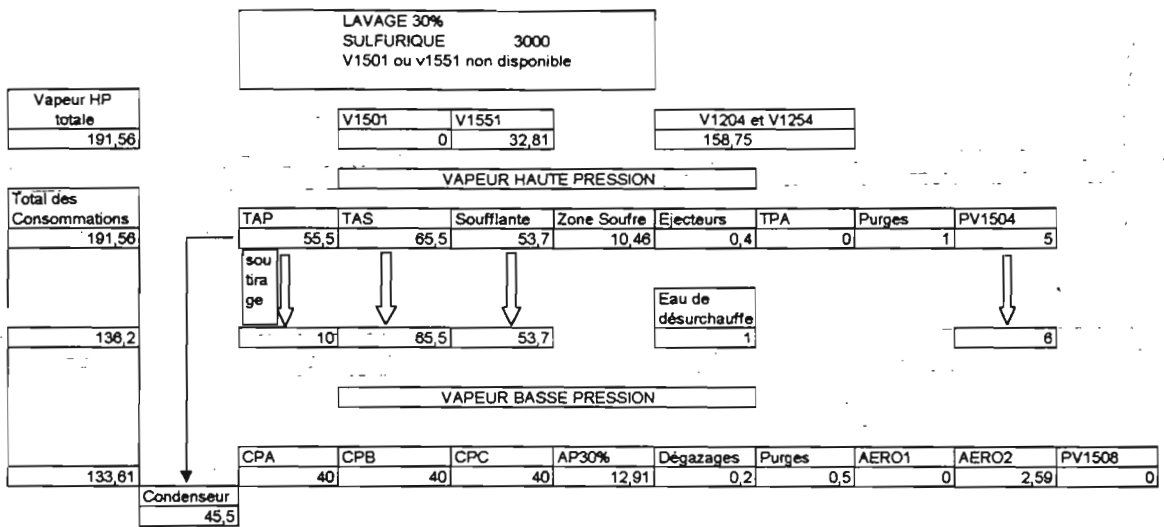 LAVAGE 30%
SULFURIQUE 3000
V1501 ou v1551 non disponible
Vapeur HP
totale
191,56
V1501 V1551
0 32,81
V1204 et V1254
158,75
VAPEUR HAUTE PRESSION
Total des
Consommations
191,56
TAP TAS Soufflante Zone Soufre Ejecteurs TPA Purges PV1504
55,5 65,5 53,7 10,46 0,4 0 1 5
sou
tira
ge
Eau de
désurchauffe
136,2 10 65,5 53,7 1 6
VAPEUR BASSE PRESSION
CPA CPB CPC AP30% Dégazages Purges AERO1 AERO2 PV1508
133,61 40 40 40 12,91 0,2 0,5 0 2,59 0
Condenseur
45,5